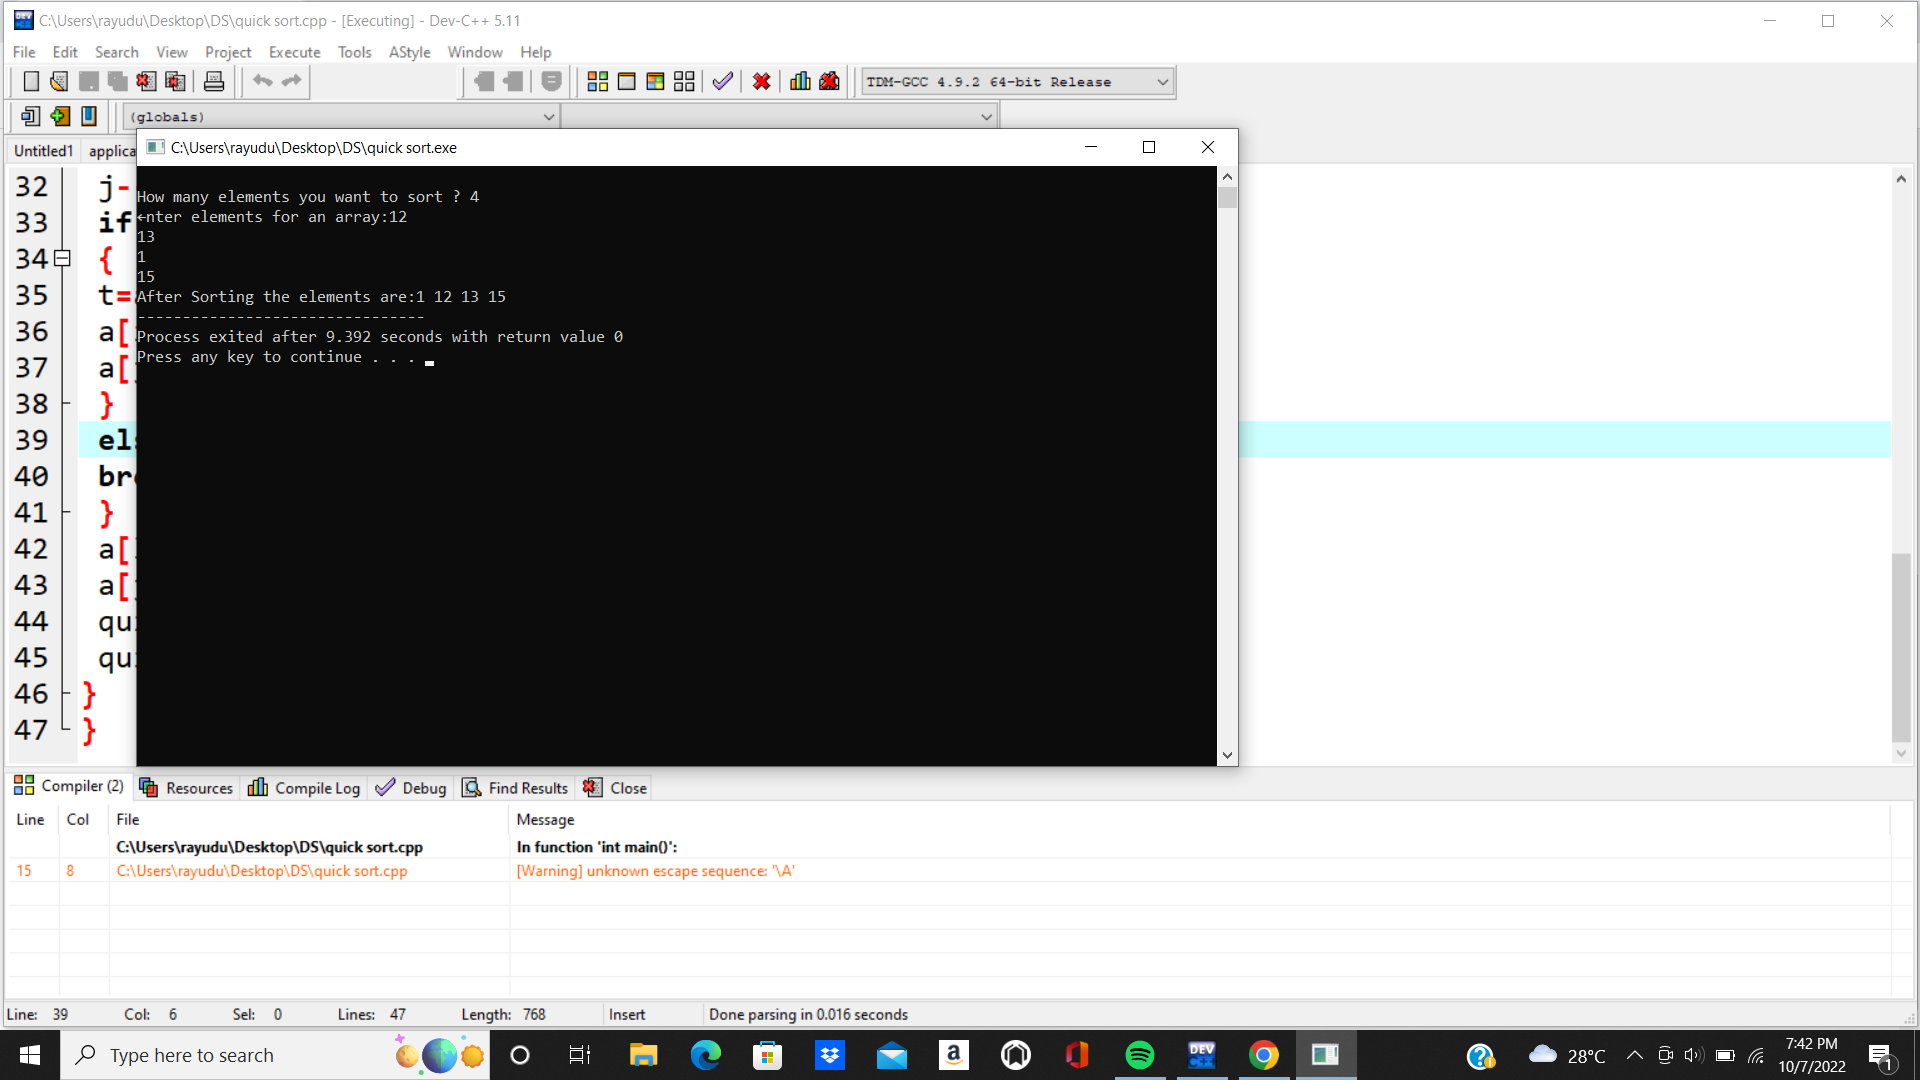 C:\Users\rayudu\Desktop\DS\quick sort.cpp - [Executing] - Dev-C++ 5.11
File Edit Search View Project Execute Tools AStyle Window Help
TDM-GCC 4.9.2 64-bit Release
(globals)
Untitled1 applica
C:\Users\rayudu\Desktop\DS\quick sort.exe
How many elements you want to sort ? 4
←nter elements for an array:12
13
1
15
After Sorting the elements are:1 12 13 15
--------------------------------
Process exited after 9.392 seconds with return value 0
Press any key to continue . . .
32 j-
33 if
34 {
35 t=
36 a[
37 a[
38 }
39 els
40 bre
41 }
42 a[
43 a[
44 qu
45 qu
46 }
47 }
Compiler (2) Resources Compile Log Debug Find Results Close
Line Col File Message
C:\Users\rayudu\Desktop\DS\quick sort.cpp In function 'int main()':
15 8 C:\Users\rayudu\Desktop\DS\quick sort.cpp [Warning] unknown escape sequence: '\A'
Line: 39 Col: 6 Sel: 0 Lines: 47 Length: 768 Insert Done parsing in 0.016 seconds
Type here to search
DEV
28°C
7:42 PM
10/7/2022
1